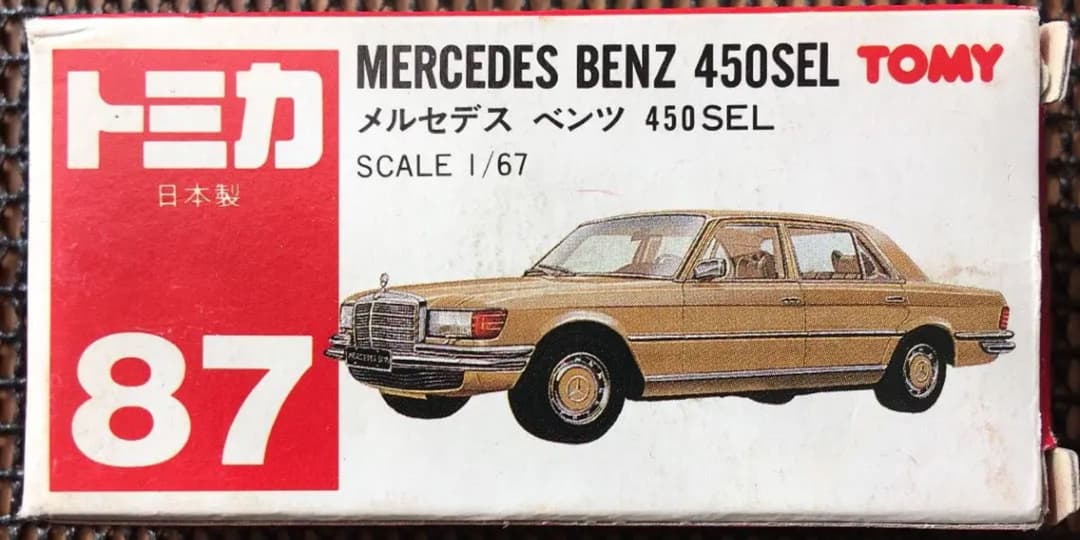 トミカ
日本製
87
MERCEDES BENZ 450SEL TOMY
メルセデス ベンツ 450SEL
SCALE 1/67